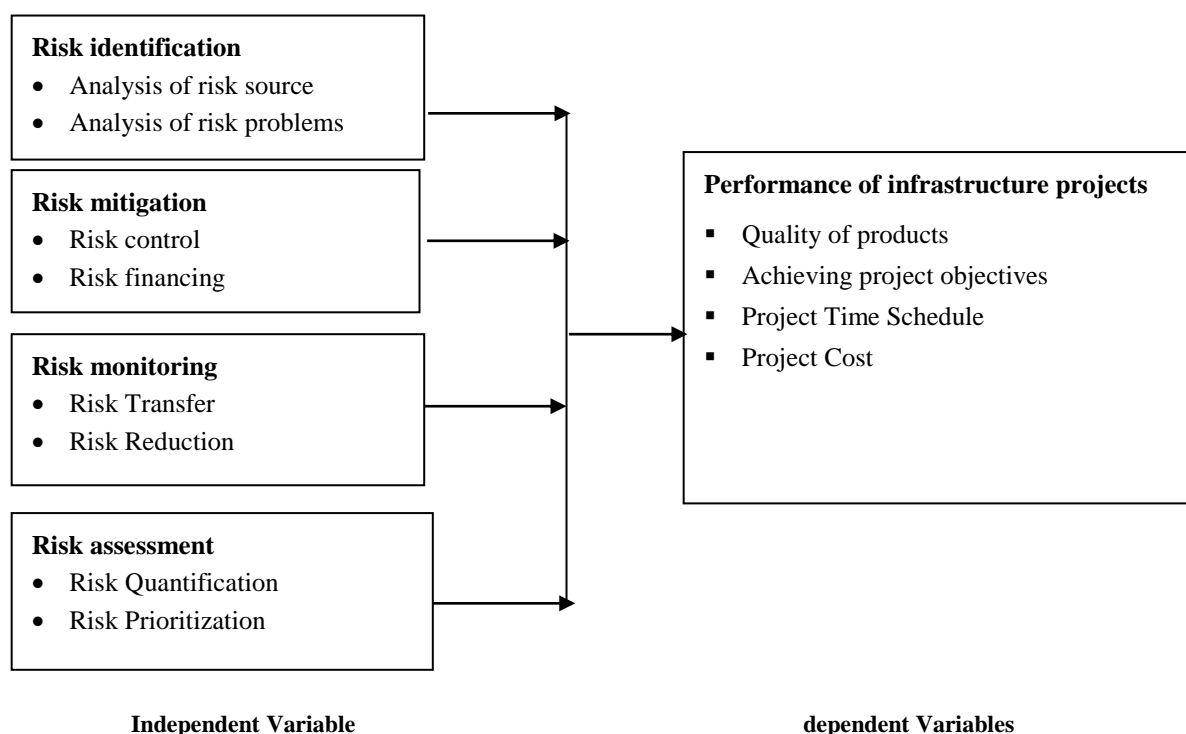 Risk identification
• Analysis of risk source
• Analysis of risk problems
Risk mitigation
• Risk control
• Risk financing
Risk monitoring
• Risk Transfer
• Risk Reduction
Risk assessment
• Risk Quantification
• Risk Prioritization
Performance of infrastructure projects
▪ Quality of products
▪ Achieving project objectives
▪ Project Time Schedule
▪ Project Cost
Independent Variable
dependent Variables